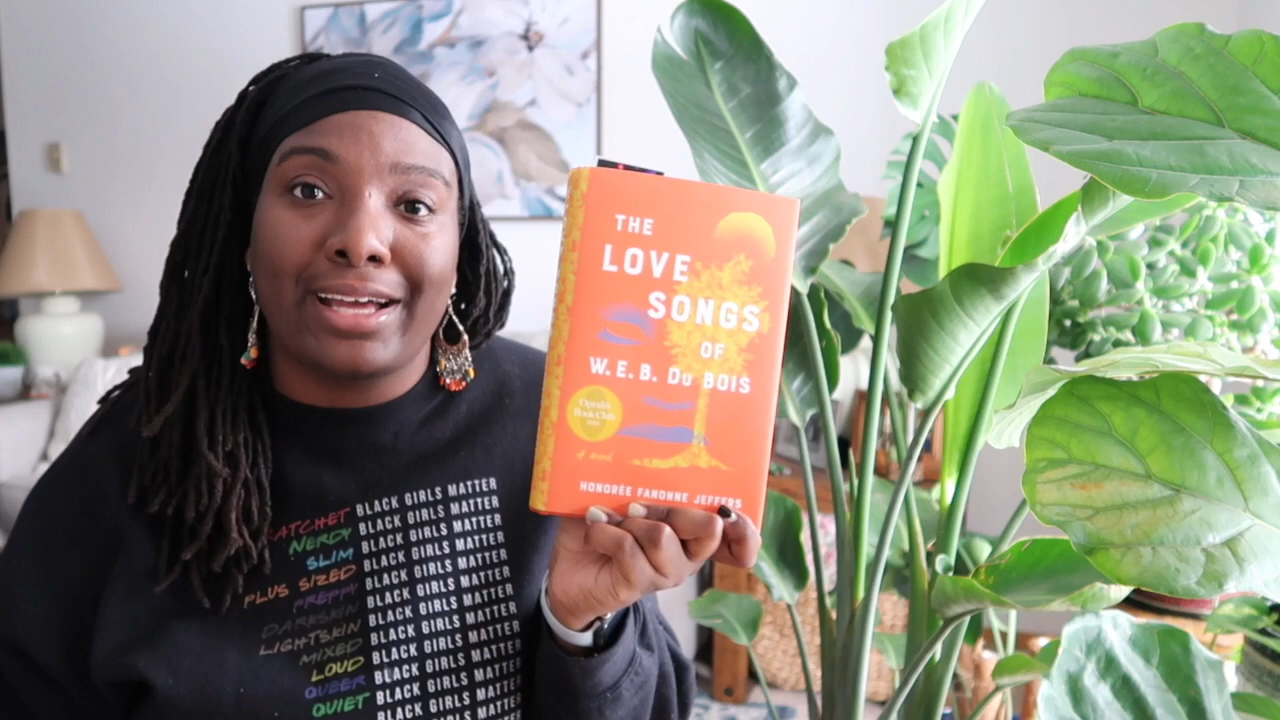 THE
LOVE
SONGS
OF
W.E.B. Du BOIS
Oprah's
Book Club
a novel
HONORÉE FANONNE JEFFERS
RATCHET BLACK GIRLS MATTER
NERDY BLACK GIRLS MATTER
SLIM BLACK GIRLS MATTER
PLUS SIZED BLACK GIRLS MATTER
PREPPY BLACK GIRLS MATTER
DARKSKIN BLACK GIRLS MATTER
LIGHTSKIN BLACK GIRLS MATTER
MIXED BLACK GIRLS MATTER
LOUD BLACK GIRLS MATTER
QUEER BLACK GIRLS MATTER
QUIET BLACK GIRLS MATTER
BLACK GIRLS MATTER